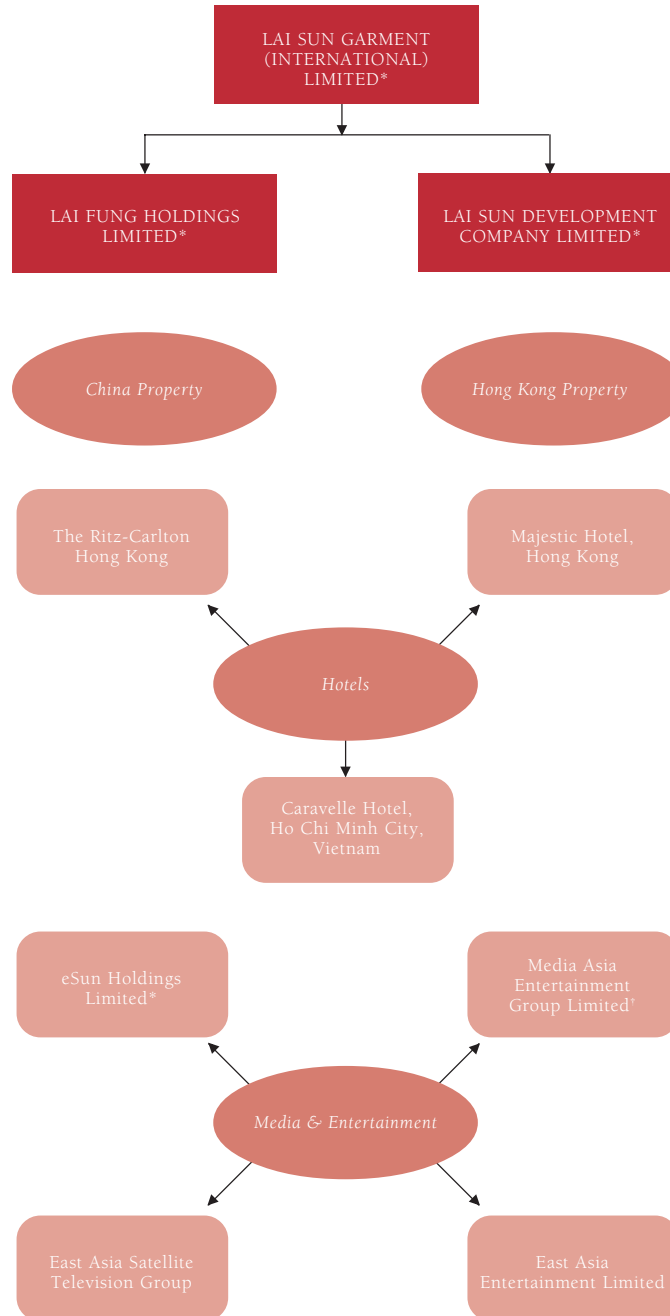 LAI SUN GARMENT
(INTERNATIONAL)
LIMITED*
LAI FUNG HOLDINGS
LIMITED*
LAI SUN DEVELOPMENT
COMPANY LIMITED*
China Property
Hong Kong Property
The Ritz-Carlton
Hong Kong
Majestic Hotel,
Hong Kong
Hotels
Caravelle Hotel,
Ho Chi Minh City,
Vietnam
eSun Holdings
Limited*
Media Asia
Entertainment
Group Limited†
Media & Entertainment
East Asia Satellite
Television Group
East Asia
Entertainment Limited